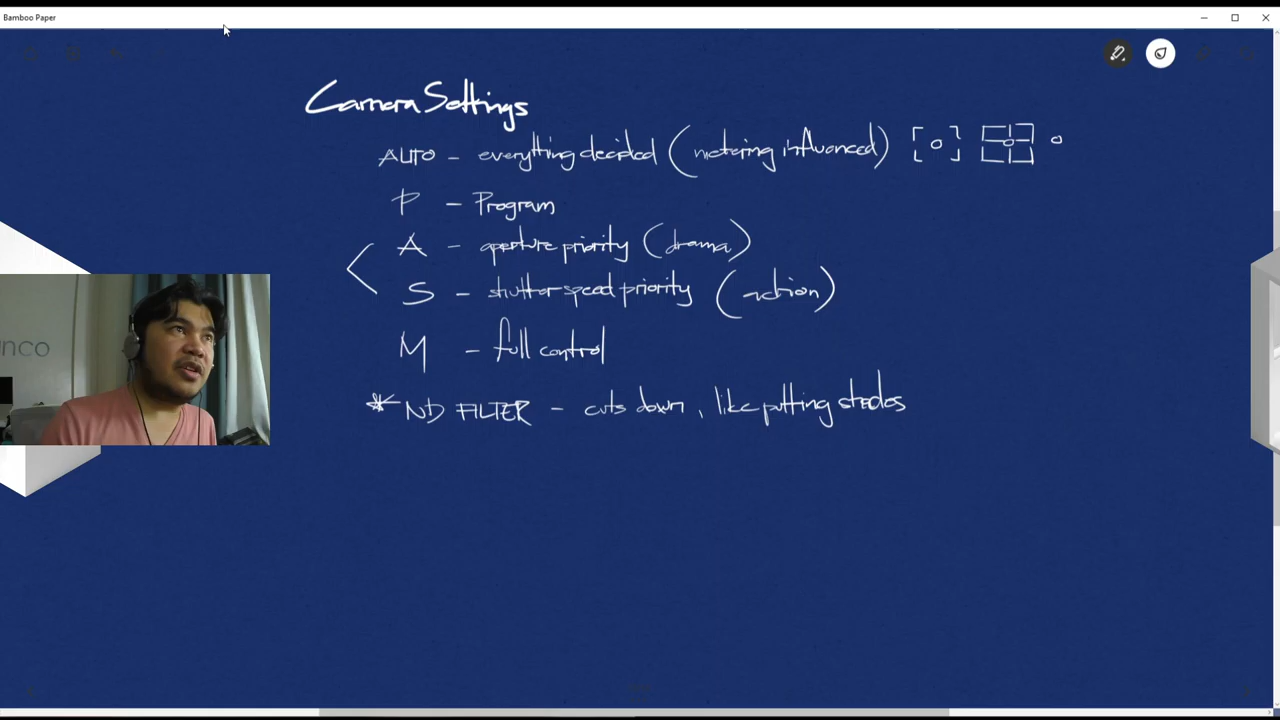 Bamboo Paper
Camera Settings
AUTO - everything decided (metering influenced)
P - Program
A - aperture priority (drama)
S - shutter speed priority (action)
M - full control
* ND FILTER - cuts down, like putting shades
nco